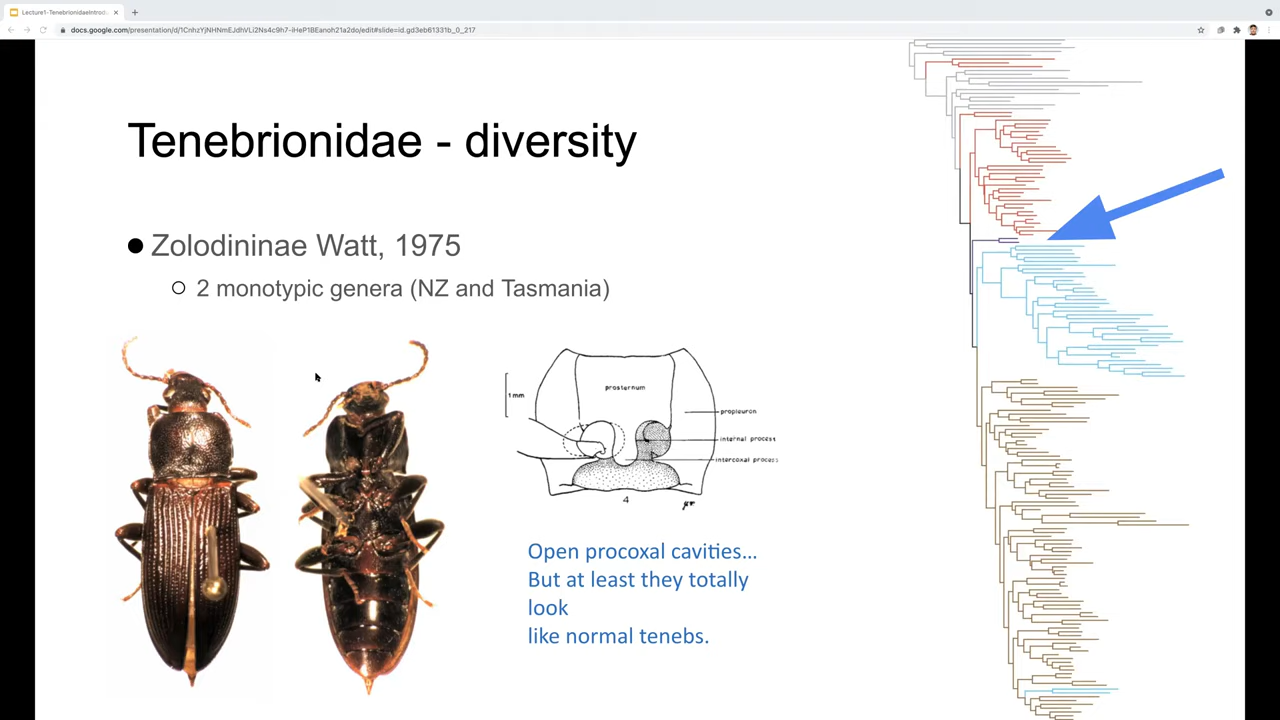 Lecture1-TenebrionidaeIntrod
docs.google.com/presentation/d/1CnhzYjNHNmEJdhVLi2Ns4c9h7-iHeP1BEanoh21a2do/edit#slide=id.gd3eb61331b_0_217
Tenebrionidae - diversity
Zolodininae Watt, 1975
2 monotypic genera (NZ and Tasmania)
prosternum
1 mm
propleuron
internal process
intercoxal process
4
Open procoxal cavities...
But at least they totally
look
like normal tenebs.